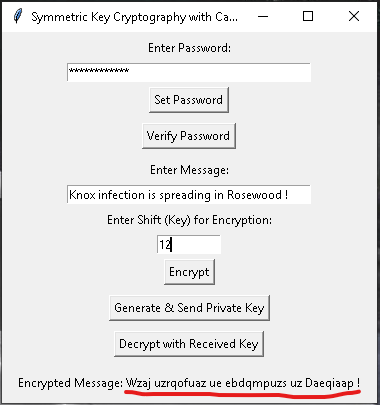 Symmetric Key Cryptography with Ca...
Enter Password:
*************
Set Password
Verify Password
Enter Message:
Knox infection is spreading in Rosewood !
Enter Shift (Key) for Encryption:
12
Encrypt
Generate & Send Private Key
Decrypt with Received Key
Encrypted Message: Wzaj uzrqofuaz ue ebdqmpuzs uz Daeqiaap !